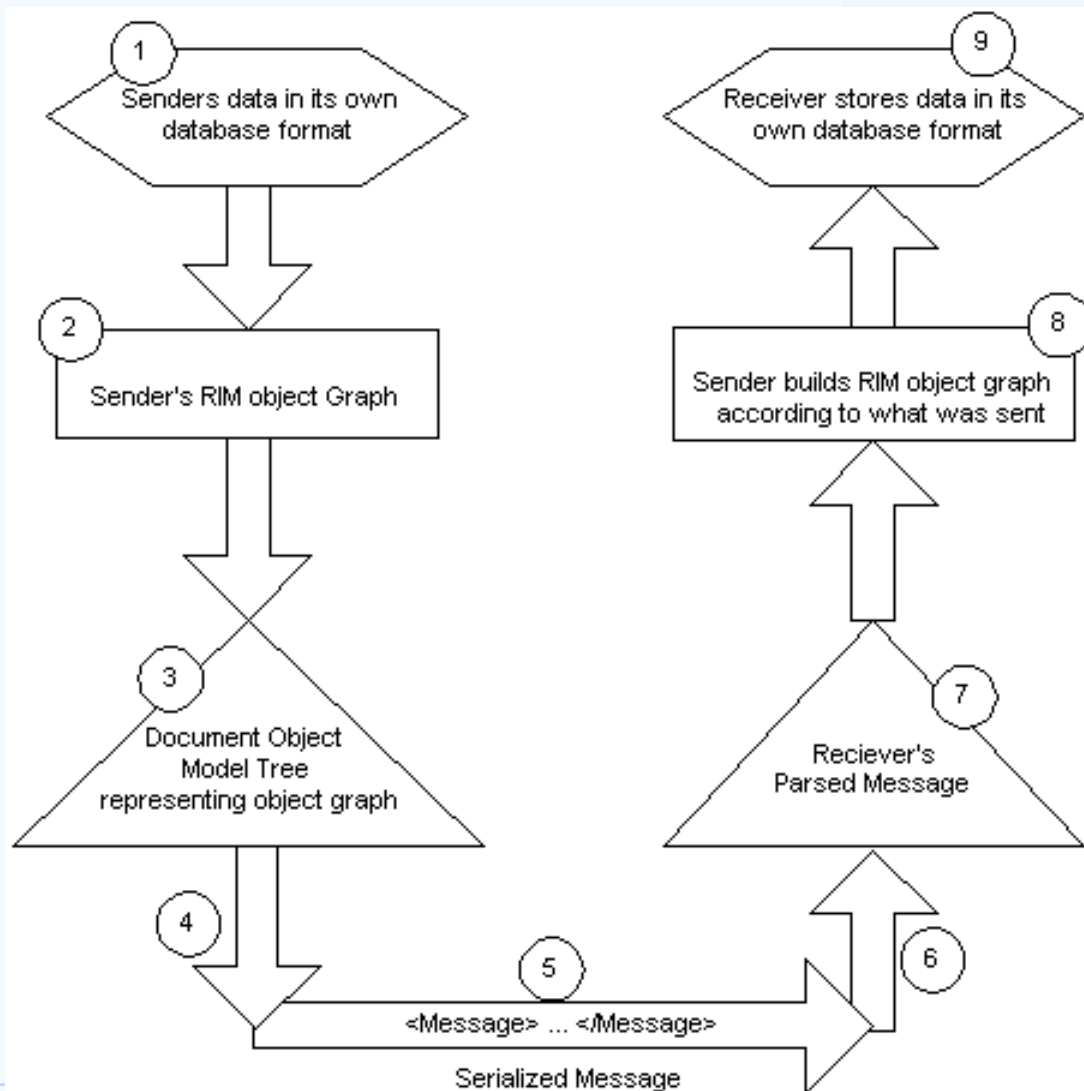 1
Senders data in its own
database format
2
Sender's RIM object Graph
3
Document Object
Model Tree
representing object graph
4
5
<Message> ... </Message>
Serialized Message
6
7
Reciever's
Parsed Message
8
Sender builds RIM object graph
according to what was sent
9
Receiver stores data in its
own database format